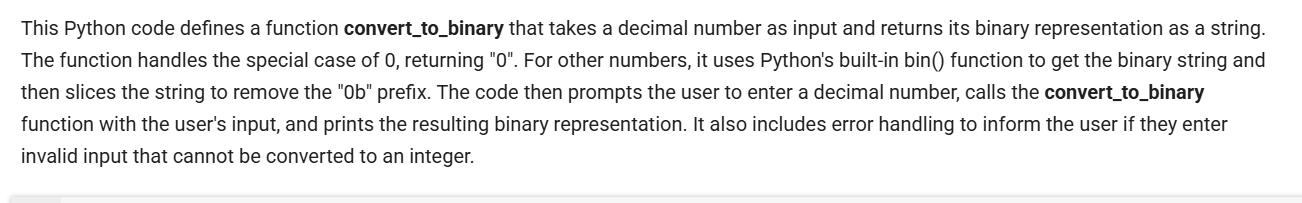 This Python code defines a function convert_to_binary that takes a decimal number as input and returns its binary representation as a string.
The function handles the special case of 0, returning "0". For other numbers, it uses Python's built-in bin() function to get the binary string and
then slices the string to remove the "0b" prefix. The code then prompts the user to enter a decimal number, calls the convert_to_binary
function with the user's input, and prints the resulting binary representation. It also includes error handling to inform the user if they enter
invalid input that cannot be converted to an integer.